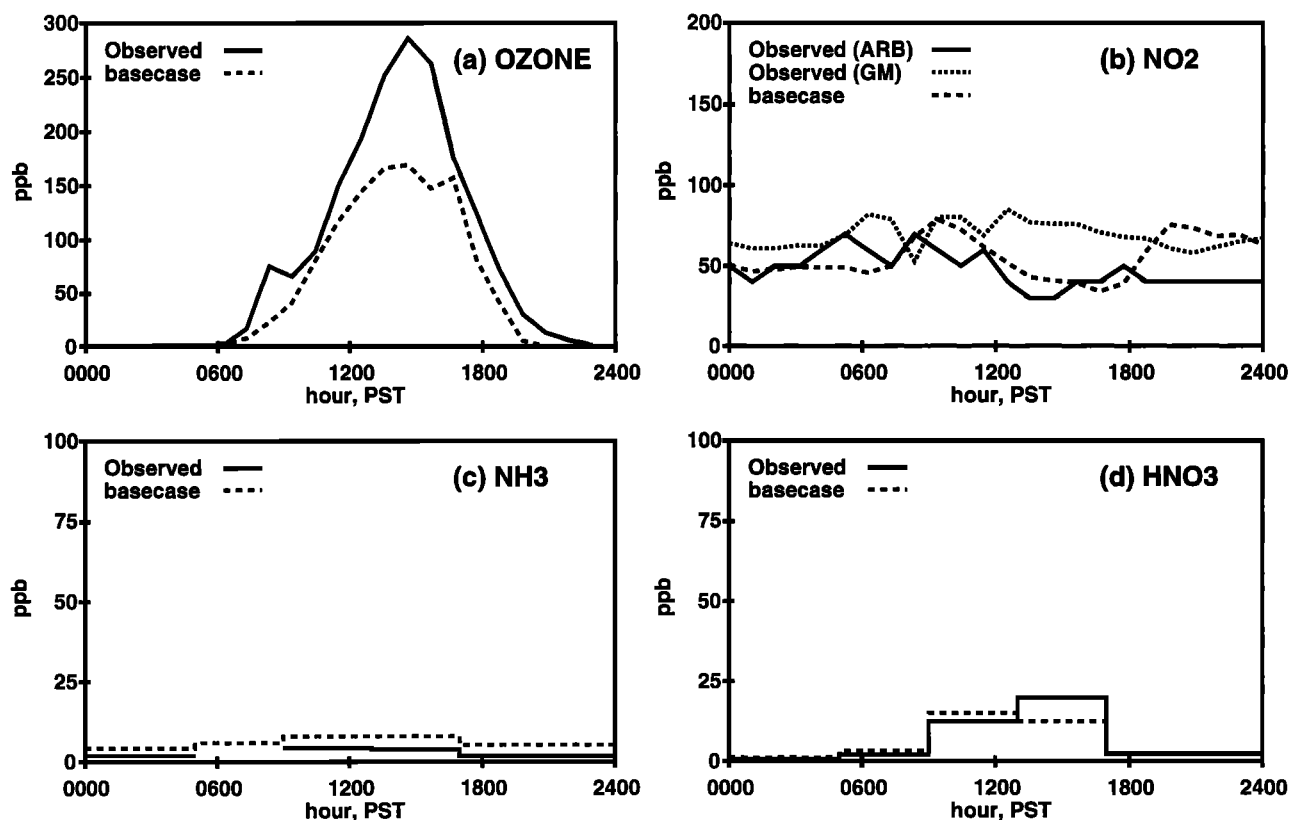 300
250
200
150
100
50
0
ppb
Observed
basecase
(a) OZONE
0000 0600 1200 1800 2400
hour, PST
200
150
100
50
0
ppb
Observed (ARB)
Observed (GM)
basecase
(b) NO2
0000 0600 1200 1800 2400
hour, PST
100
75
50
25
0
ppb
Observed
basecase
(c) NH3
0000 0600 1200 1800 2400
hour, PST
100
75
50
25
0
ppb
Observed
basecase
(d) HNO3
0000 0600 1200 1800 2400
hour, PST